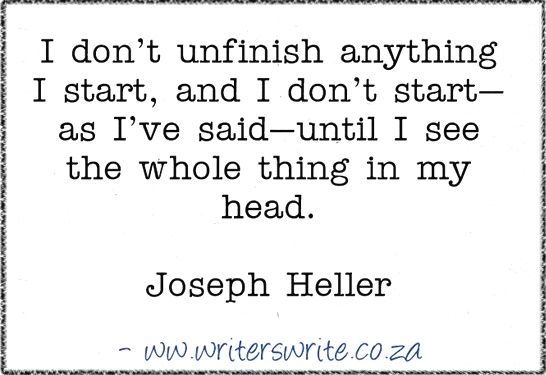 I don't unfinish anything
I start, and I don't start—
as I've said—until I see
the whole thing in my
head.
Joseph Heller
- ww.writerswrite.co.za